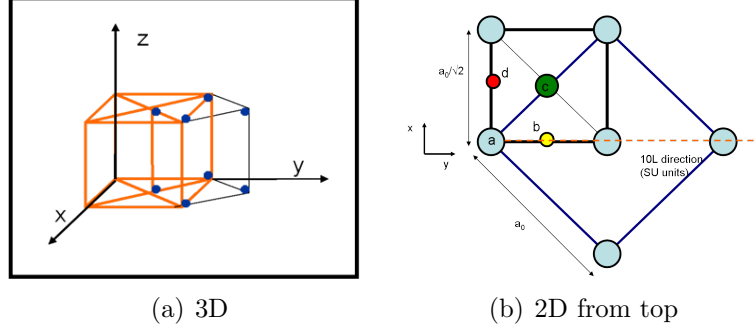 z
y
x
(a) 3D
a₀/√2
d
c
a
b
x
y
10L direction
(SU units)
a₀
(b) 2D from top